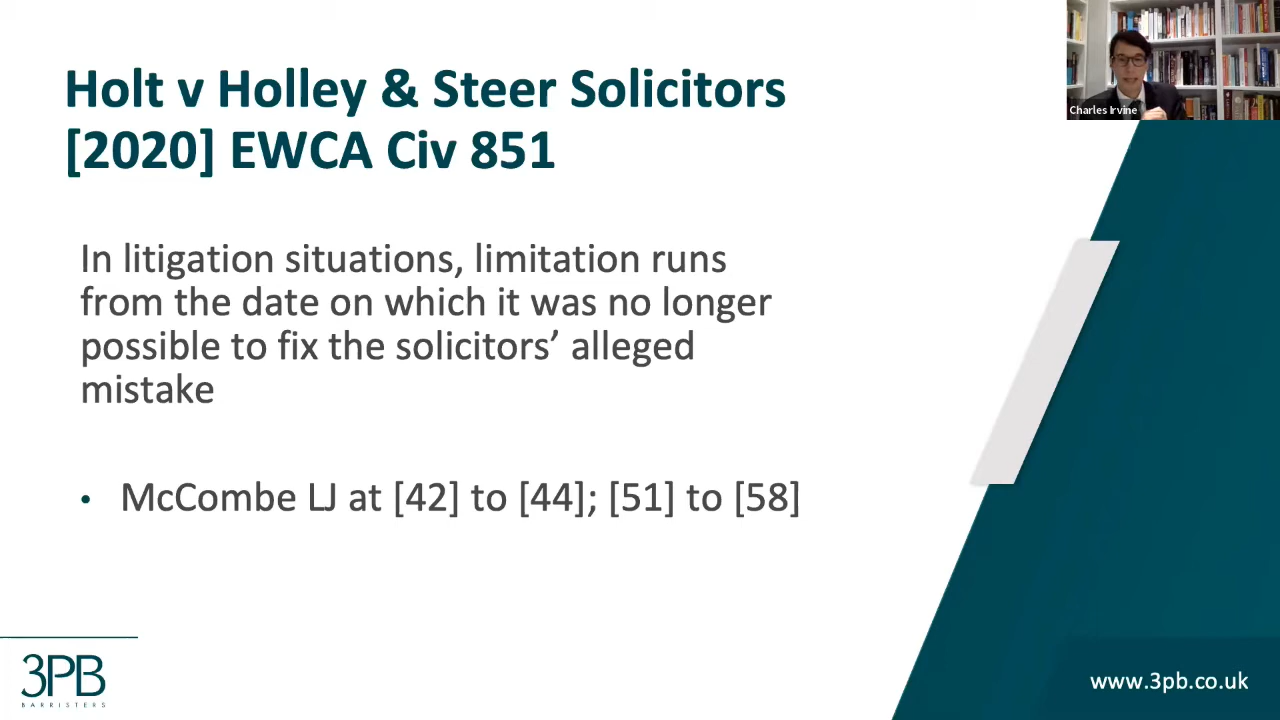 Holt v Holley & Steer Solicitors
[2020] EWCA Civ 851
Charles Irvine
In litigation situations, limitation runs
from the date on which it was no longer
possible to fix the solicitors’ alleged
mistake
• McCombe LJ at [42] to [44]; [51] to [58]
3PB
BARRISTERS
www.3pb.co.uk